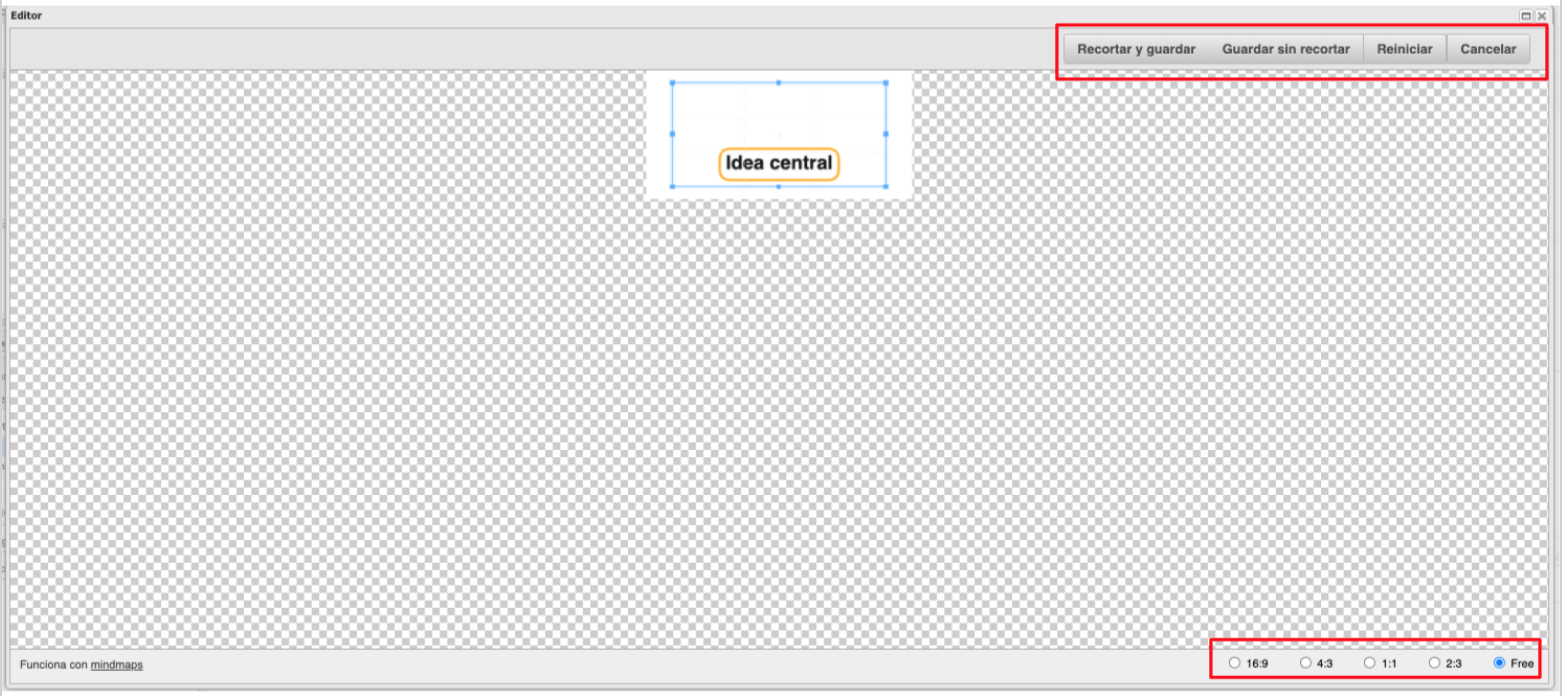 Editor
Recortar y guardar Guardar sin recortar Reiniciar Cancelar
Idea central
Funciona con mindmaps 16:9 4:3 1:1 2:3 Free